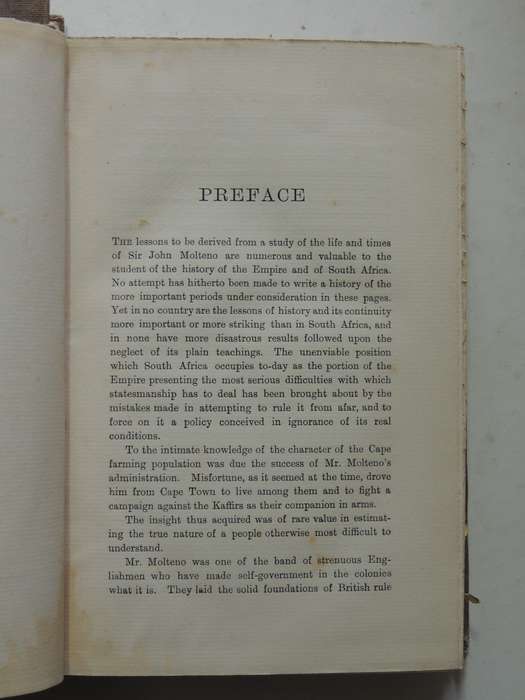 PREFACE
THE lessons to be derived from a study of the life and times
of Sir John Molteno are numerous and valuable to the
student of the history of the Empire and of South Africa.
No attempt has hitherto been made to write a history of the
more important periods under consideration in these pages.
Yet in no country are the lessons of history and its continuity
more important or more striking than in South Africa, and
in none have more disastrous results followed upon the
neglect of its plain teachings. The unenviable position
which South Africa occupies to-day as the portion of the
Empire presenting the most serious difficulties with which
statesmanship has to deal has been brought about by the
mistakes made in attempting to rule it from afar, and to
force on it a policy conceived in ignorance of its real
conditions.
To the intimate knowledge of the character of the Cape
farming population was due the success of Mr. Molteno's
administration. Misfortune, as it seemed at the time, drove
him from Cape Town to live among them and to fight a
campaign against the Kaffirs as their companion in arms.
The insight thus acquired was of rare value in estimat-
ing the true nature of a people otherwise most difficult to
understand.
Mr. Molteno was one of the band of strenuous Eng-
lishmen who have made self-government in the colonies
what it is. They laid the solid foundations of British rule